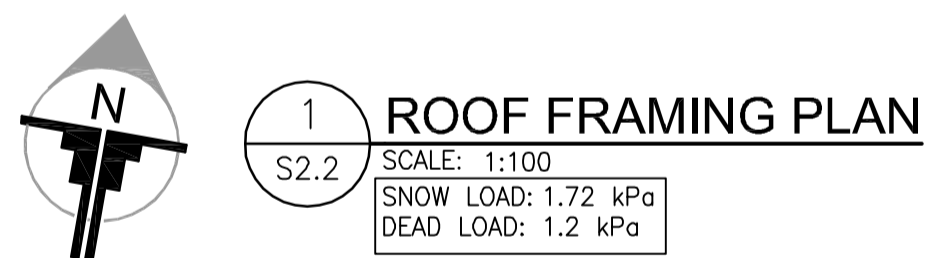 N
1
S2.2
ROOF FRAMING PLAN
SCALE: 1:100
SNOW LOAD: 1.72 kPa
DEAD LOAD: 1.2 kPa